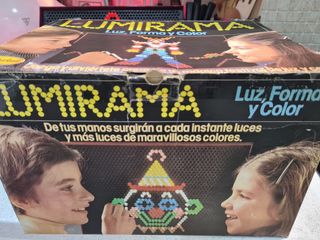 LUMIRAMA
Luz, Forma y Color
LUMIRAMA
Luz, Forma
y Color
De tus manos surgirán a cada instante luces
y más luces de maravillosos colores.